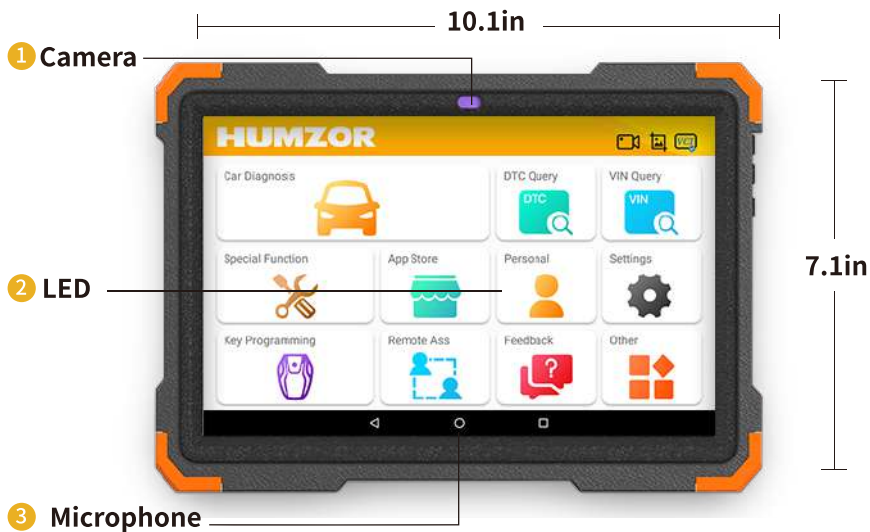 10.1in
1 Camera
HUMZOR
VCI
Car Diagnosis
DTC Query
VIN Query
DTC
VIN
2 LED
Special Function
App Store
Personal
Settings
7.1in
Key Programming
Remote Ass
Feedback
Other
?
3 Microphone